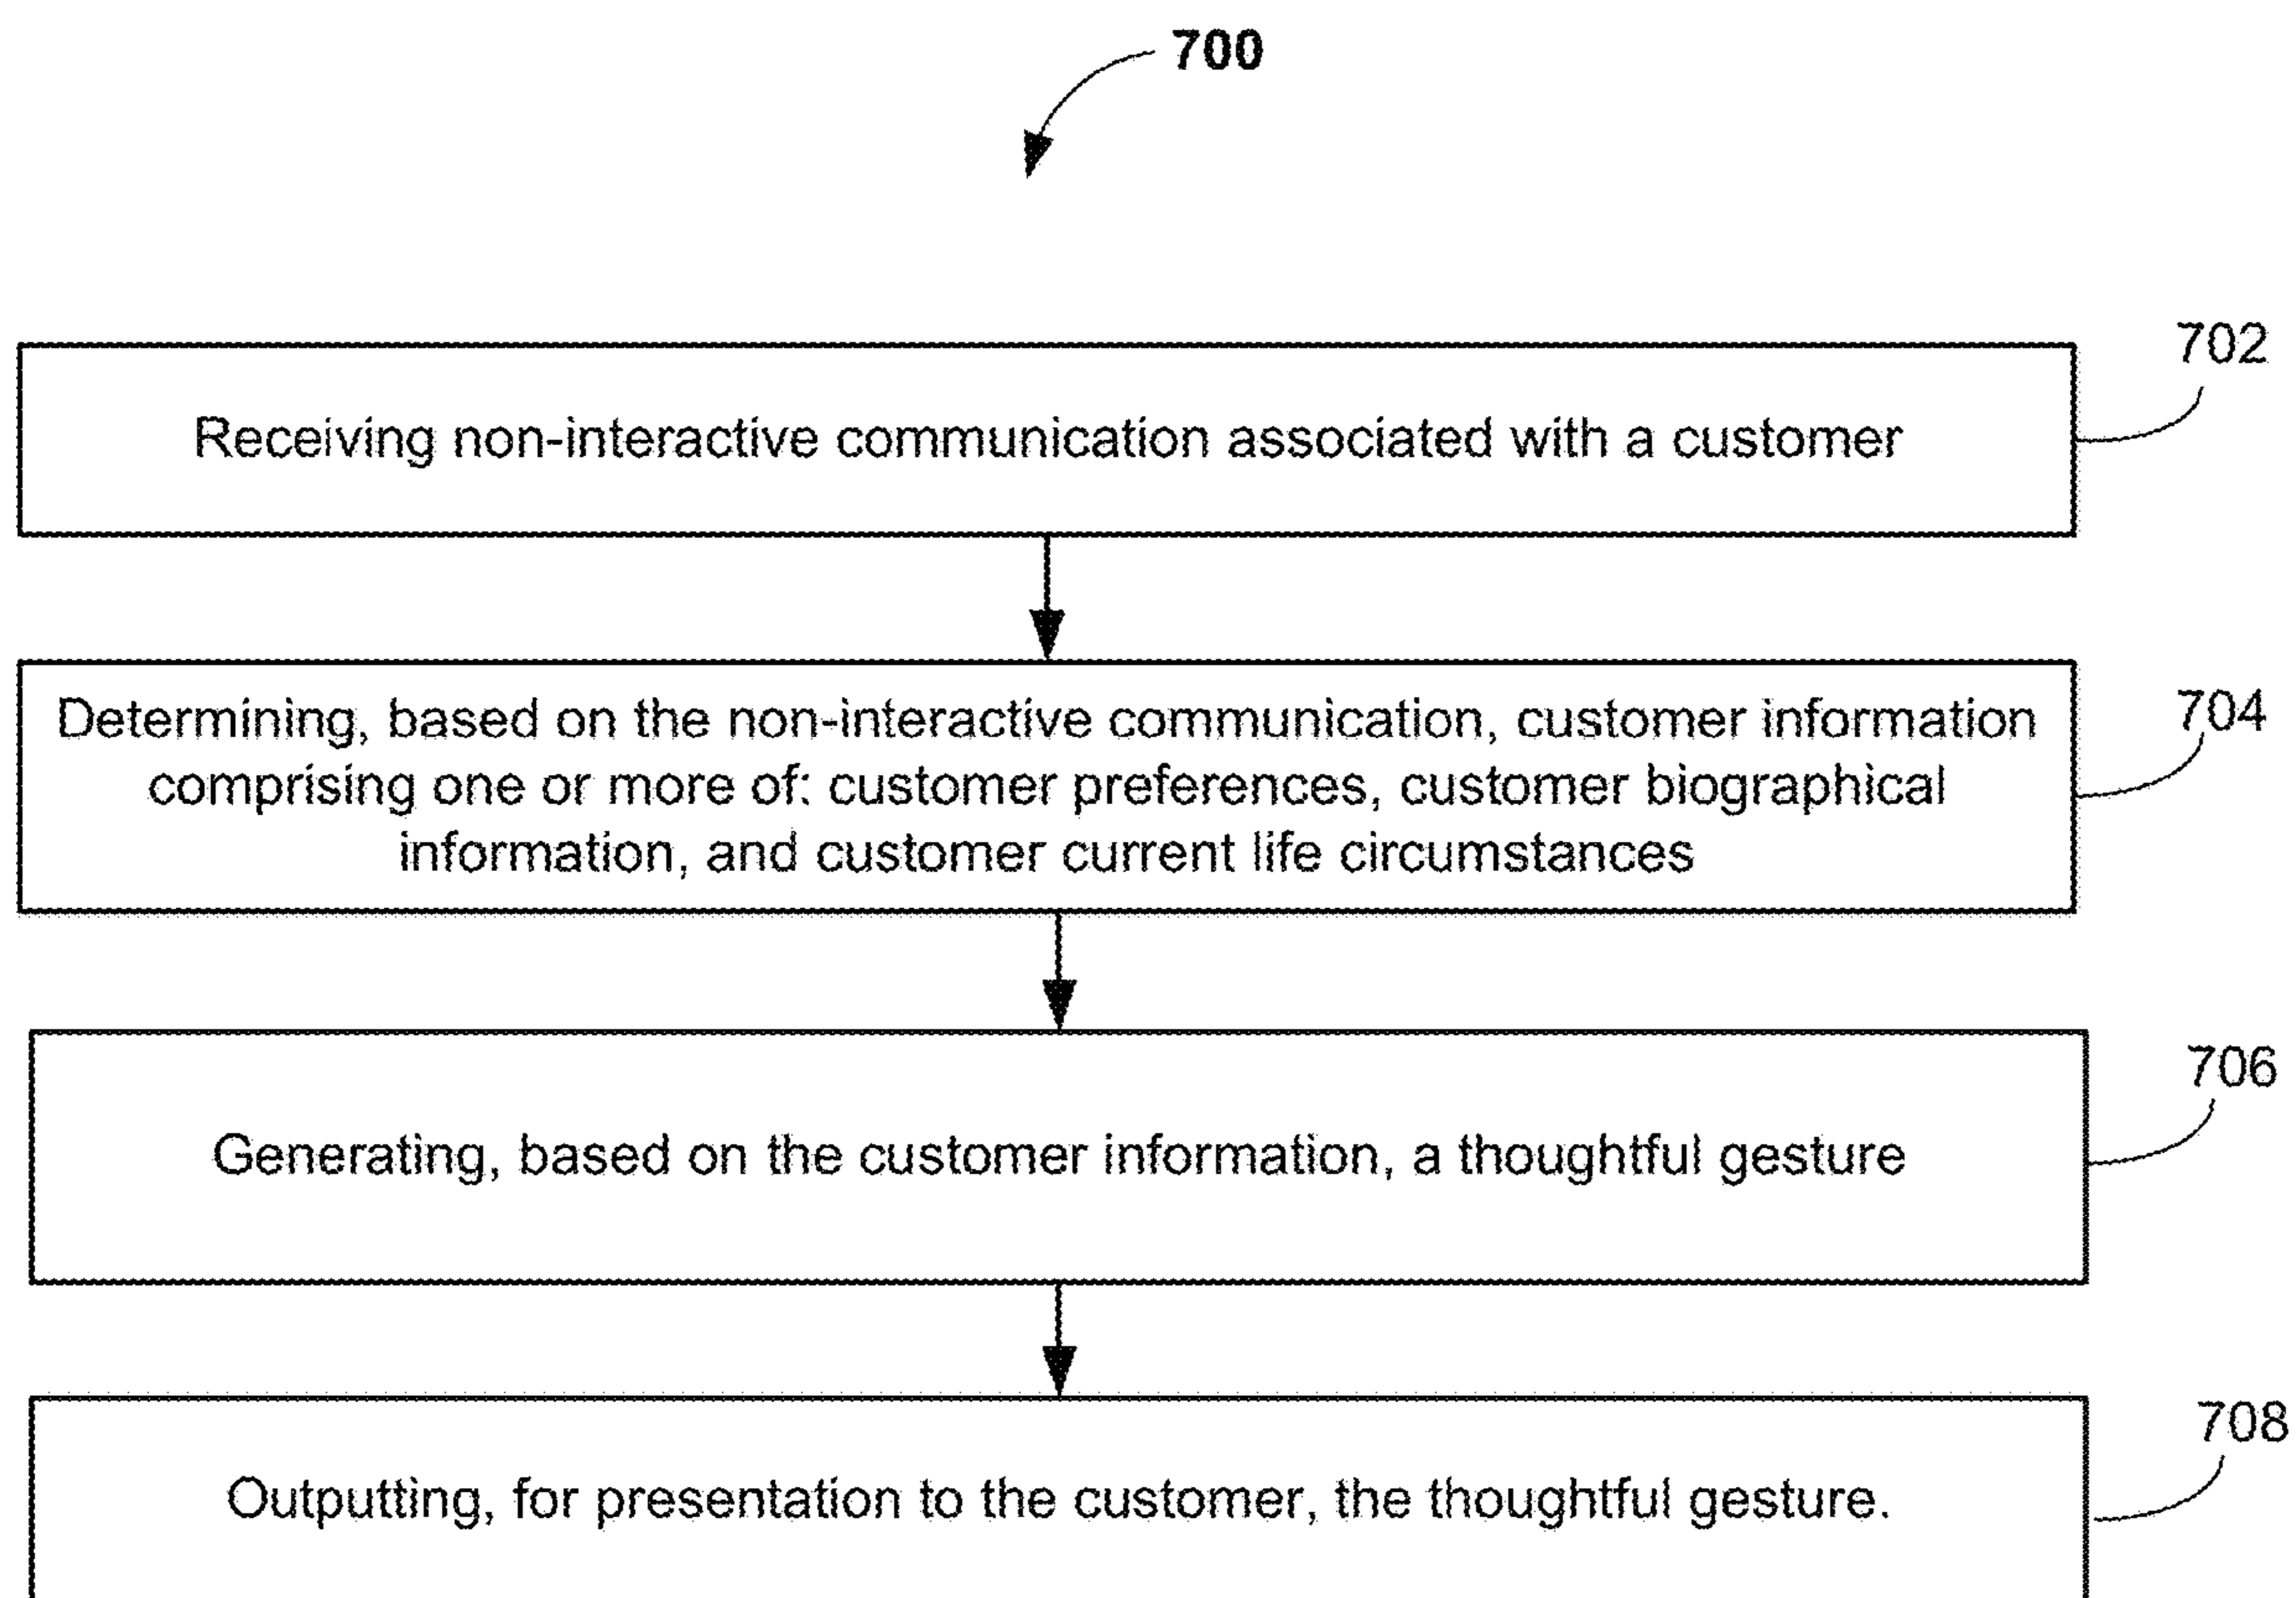 700
702
Receiving non-interactive communication associated with a customer
704
Determining, based on the non-interactive communication, customer information
comprising one or more of: customer preferences, customer biographical
information, and customer current life circumstances
706
Generating, based on the customer information, a thoughtful gesture
708
Outputting, for presentation to the customer, the thoughtful gesture.